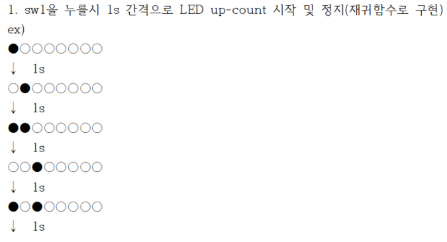 1. sw1을 누를시 1s 간격으로 LED up-count 시작 및 정지(재귀함수로 구현)
ex)
●○○○○○○○
↓ 1s
○●○○○○○○
↓ 1s
●●○○○○○○
↓ 1s
○○●○○○○○
↓ 1s
●○●○○○○○
↓ 1s